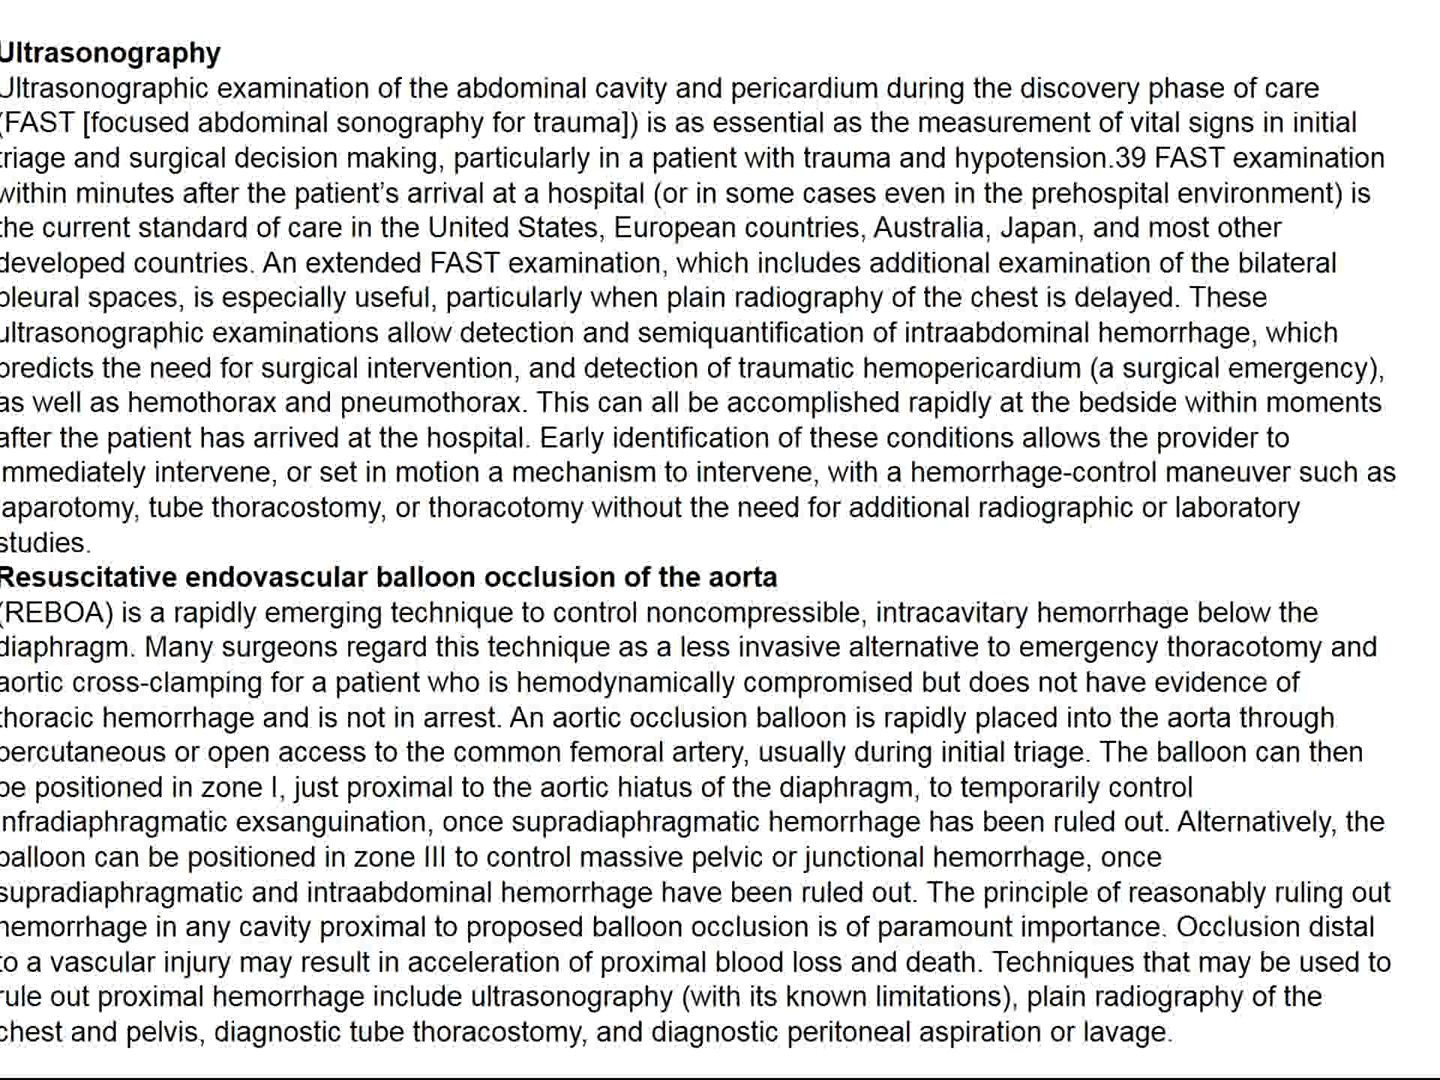 Ultrasonography
Ultrasonographic examination of the abdominal cavity and pericardium during the discovery phase of care
(FAST [focused abdominal sonography for trauma]) is as essential as the measurement of vital signs in initial
triage and surgical decision making, particularly in a patient with trauma and hypotension.39 FAST examination
within minutes after the patient’s arrival at a hospital (or in some cases even in the prehospital environment) is
the current standard of care in the United States, European countries, Australia, Japan, and most other
developed countries. An extended FAST examination, which includes additional examination of the bilateral
pleural spaces, is especially useful, particularly when plain radiography of the chest is delayed. These
ultrasonographic examinations allow detection and semiquantification of intraabdominal hemorrhage, which
predicts the need for surgical intervention, and detection of traumatic hemopericardium (a surgical emergency),
as well as hemothorax and pneumothorax. This can all be accomplished rapidly at the bedside within moments
after the patient has arrived at the hospital. Early identification of these conditions allows the provider to
immediately intervene, or set in motion a mechanism to intervene, with a hemorrhage-control maneuver such as
laparotomy, tube thoracostomy, or thoracotomy without the need for additional radiographic or laboratory
studies.
Resuscitative endovascular balloon occlusion of the aorta
(REBOA) is a rapidly emerging technique to control noncompressible, intracavitary hemorrhage below the
diaphragm. Many surgeons regard this technique as a less invasive alternative to emergency thoracotomy and
aortic cross-clamping for a patient who is hemodynamically compromised but does not have evidence of
thoracic hemorrhage and is not in arrest. An aortic occlusion balloon is rapidly placed into the aorta through
percutaneous or open access to the common femoral artery, usually during initial triage. The balloon can then
be positioned in zone I, just proximal to the aortic hiatus of the diaphragm, to temporarily control
infradiaphragmatic exsanguination, once supradiaphragmatic hemorrhage has been ruled out. Alternatively, the
balloon can be positioned in zone III to control massive pelvic or junctional hemorrhage, once
supradiaphragmatic and intraabdominal hemorrhage have been ruled out. The principle of reasonably ruling out
hemorrhage in any cavity proximal to proposed balloon occlusion is of paramount importance. Occlusion distal
to a vascular injury may result in acceleration of proximal blood loss and death. Techniques that may be used to
rule out proximal hemorrhage include ultrasonography (with its known limitations), plain radiography of the
chest and pelvis, diagnostic tube thoracostomy, and diagnostic peritoneal aspiration or lavage.